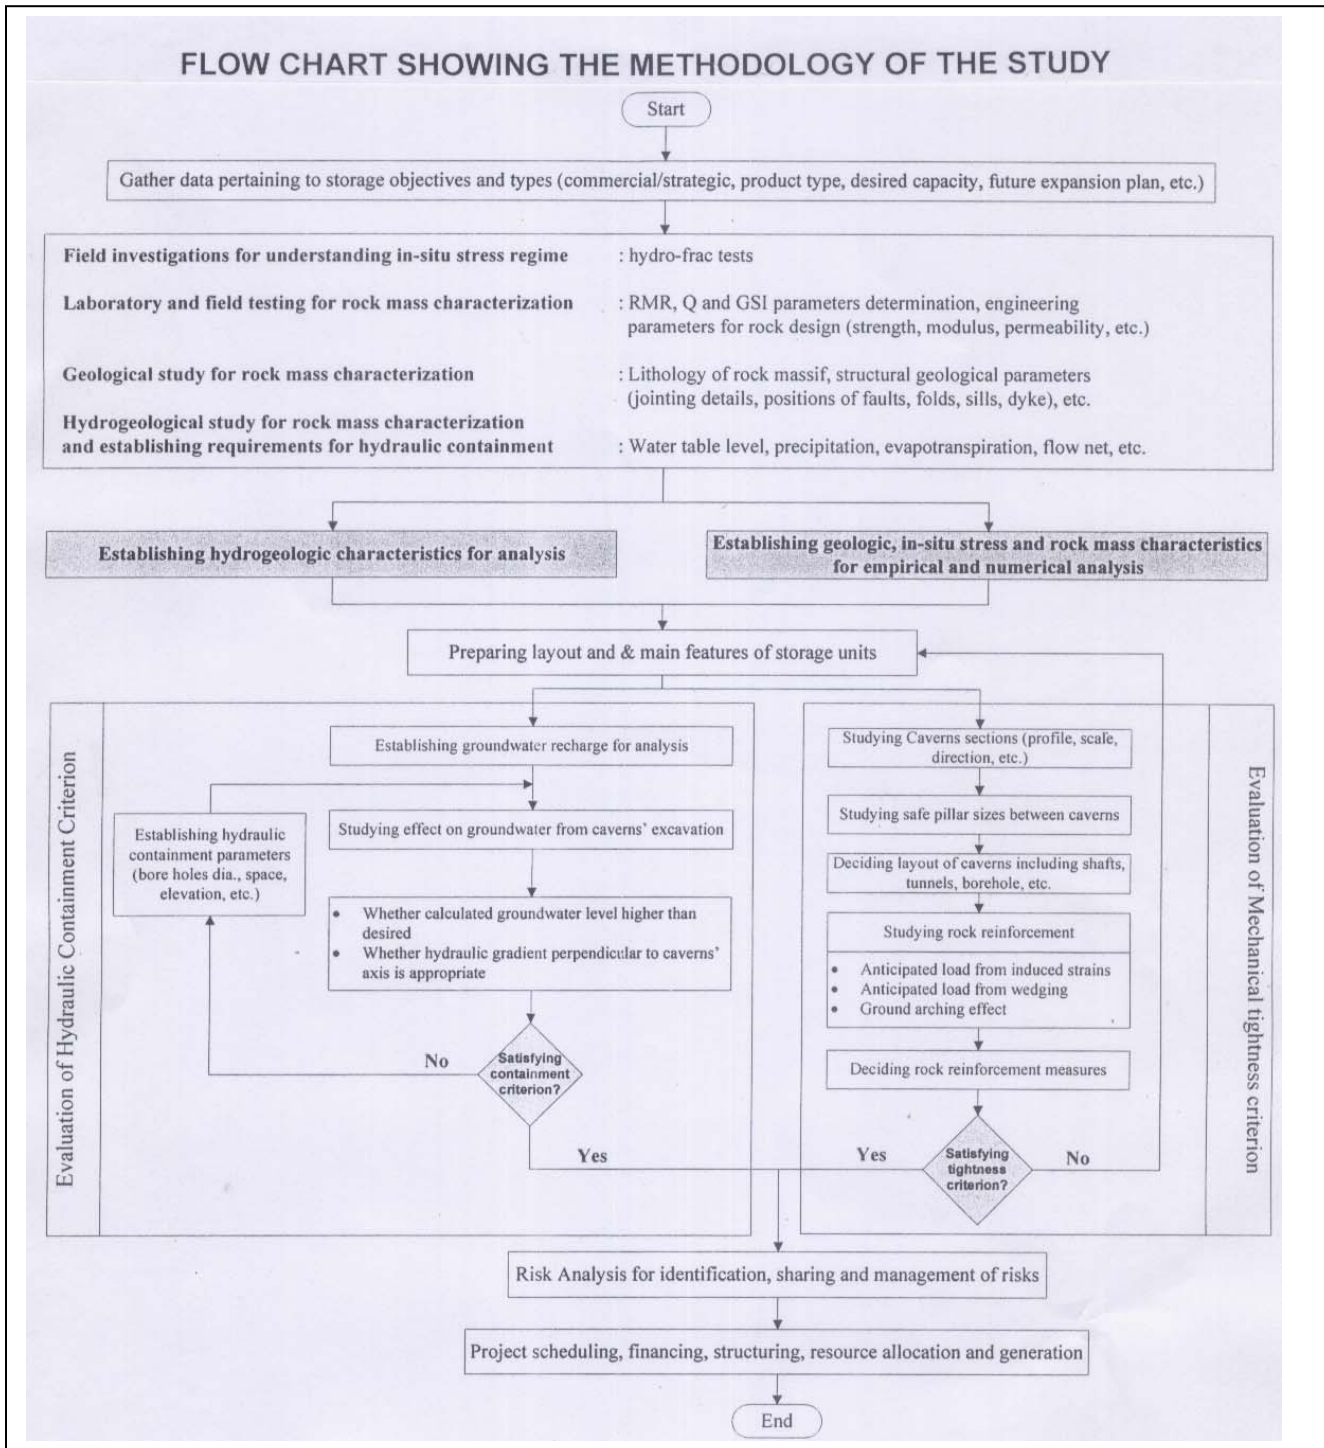 FLOW CHART SHOWING THE METHODOLOGY OF THE STUDY
Start
Gather data pertaining to storage objectives and types (commercial/strategic, product type, desired capacity, future expansion plan, etc.)
Field investigations for understanding in-situ stress regime : hydro-frac tests
Laboratory and field testing for rock mass characterization : RMR, Q and GSI parameters determination, engineering
parameters for rock design (strength, modulus, permeability, etc.)
Geological study for rock mass characterization : Lithology of rock massif, structural geological parameters
(jointing details, positions of faults, folds, sills, dyke), etc.
Hydrogeological study for rock mass characterization
and establishing requirements for hydraulic containment : Water table level, precipitation, evapotranspiration, flow net, etc.
Establishing hydrogeologic characteristics for analysis
Establishing geologic, in-situ stress and rock mass characteristics
for empirical and numerical analysis
Preparing layout and & main features of storage units
Evaluation of Hydraulic Containment Criterion
Establishing groundwater recharge for analysis
Establishing hydraulic
containment parameters
(bore holes dia., space,
elevation, etc.)
Studying effect on groundwater from caverns' excavation
• Whether calculated groundwater level higher than
desired
• Whether hydraulic gradient perpendicular to caverns'
axis is appropriate
Satisfying
containment
criterion?
No
Yes
Studying Caverns sections (profile, scale,
direction, etc.)
Studying safe pillar sizes between caverns
Deciding layout of caverns including shafts,
tunnels, borehole, etc.
Studying rock reinforcement
• Anticipated load from induced strains
• Anticipated load from wedging
• Ground arching effect
Deciding rock reinforcement measures
Satisfying
tightness
criterion?
Yes
No
Evaluation of Mechanical tightness criterion
Risk Analysis for identification, sharing and management of risks
Project scheduling, financing, structuring, resource allocation and generation
End